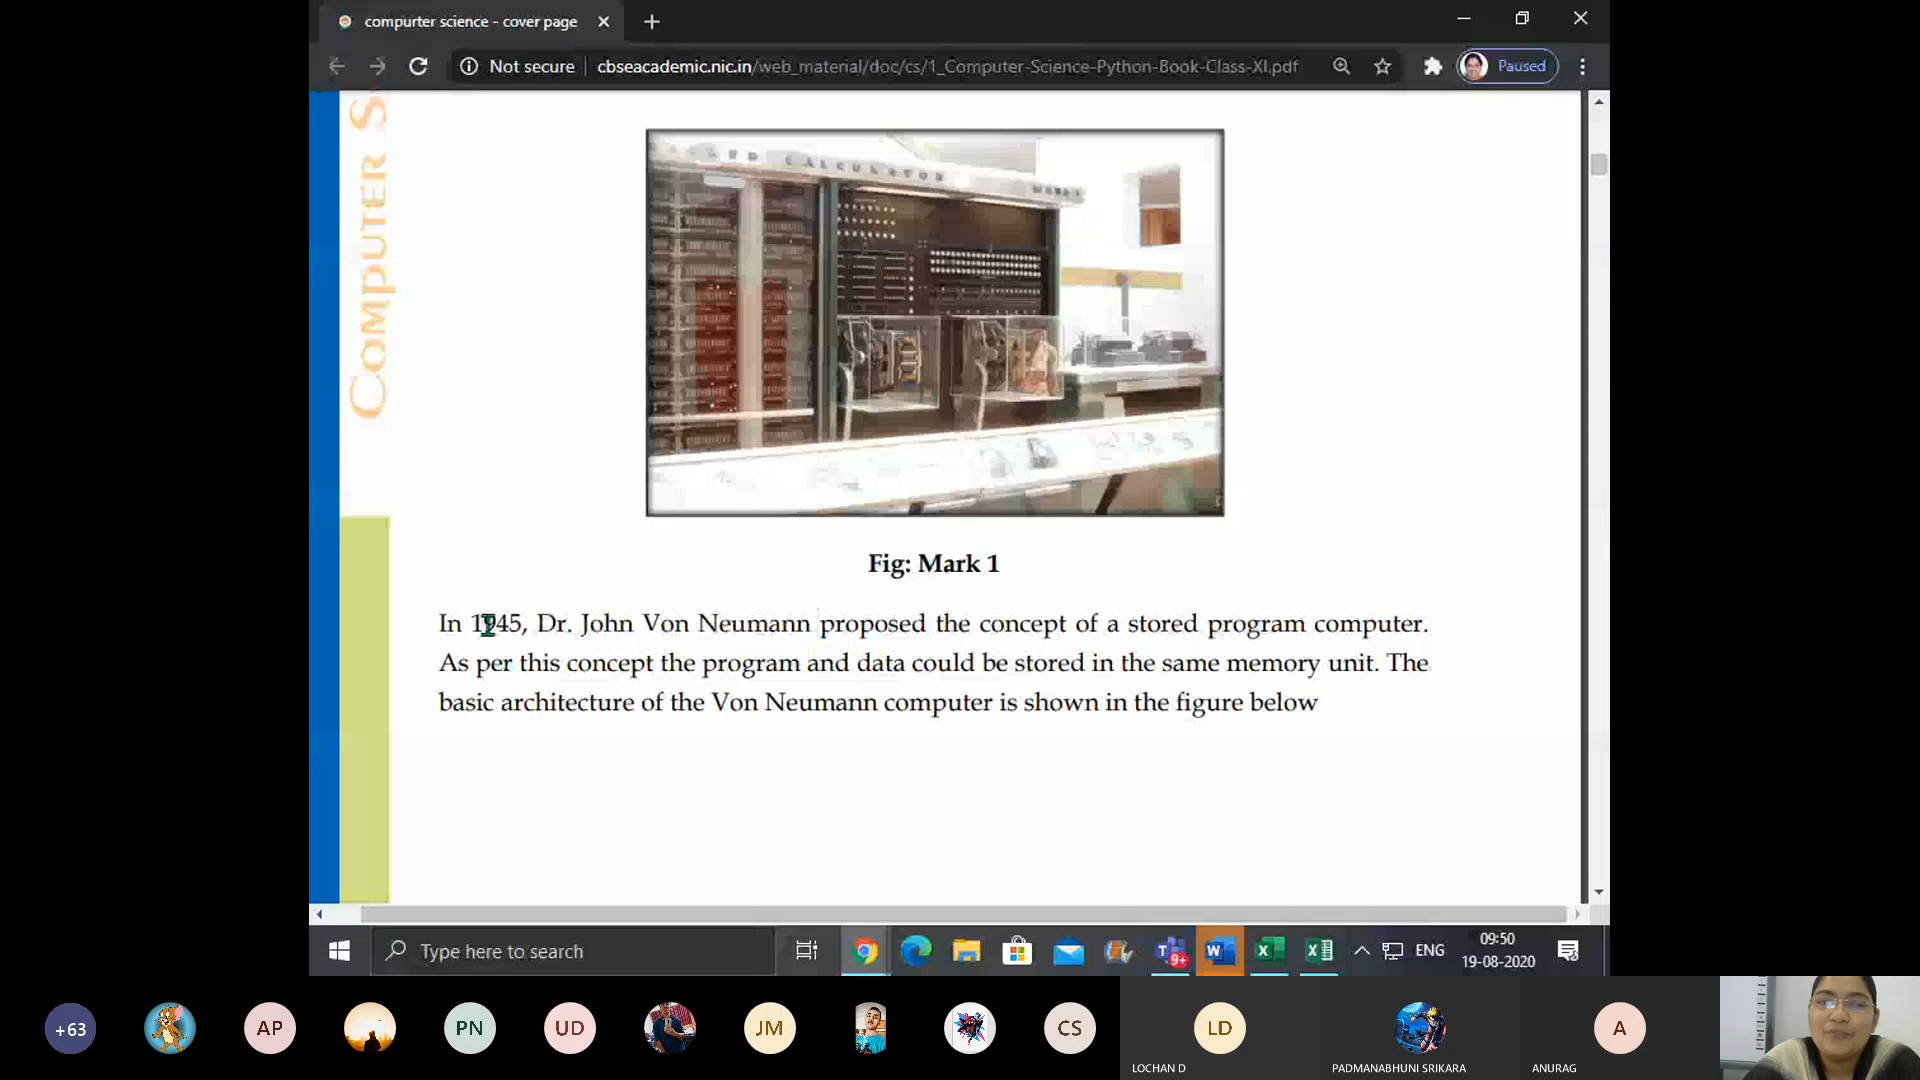 compurter science - cover page
Not secure
cbseacademic.nic.in/web_material/doc/cs/1_Computer-Science-Python-Book-Class-XI.pdf
Paused
COMPUTER S
CALCULATOR
Fig: Mark 1
In 1945, Dr. John Von Neumann proposed the concept of a stored program computer.
As per this concept the program and data could be stored in the same memory unit. The
basic architecture of the Von Neumann computer is shown in the figure below
Type here to search
9+
ENG
09:50
19-08-2020
+63
AP
PN
UD
JM
CS
LD
A
LOCHAN D
PADMANABHUNI SRIKARA
ANURAG